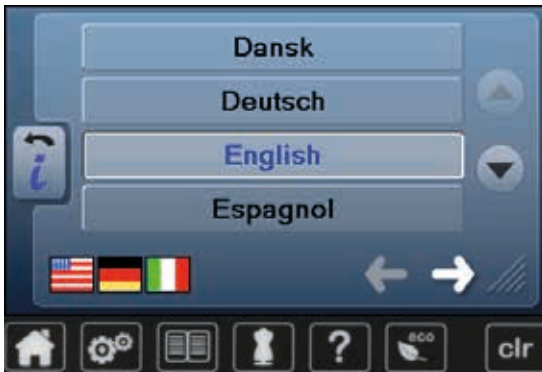 Dansk
Deutsch
English
Espagnol
i
?
eco
clr